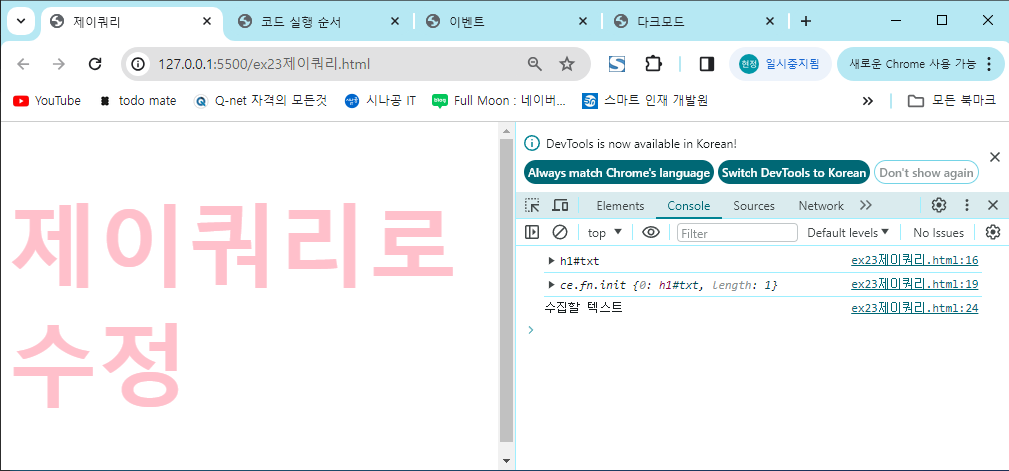 제이쿼리
코드 실행 순서
이벤트
다크모드
127.0.0.1:5500/ex23제이쿼리.html
현정 일시중지됨
새로운 Chrome 사용 가능
YouTube
todo mate
Q-net 자격의 모든것
시나공 IT
blog Full Moon : 네이버...
스마트 인재 개발원
모든 북마크
제이쿼리로
수정
DevTools is now available in Korean!
Always match Chrome's language
Switch DevTools to Korean
Don't show again
Elements Console Sources Network
top Filter Default levels No Issues
h1#txt ex23제이쿼리.html:16
ce.fn.init {0: h1#txt, length: 1} ex23제이쿼리.html:19
수집할 텍스트 ex23제이쿼리.html:24